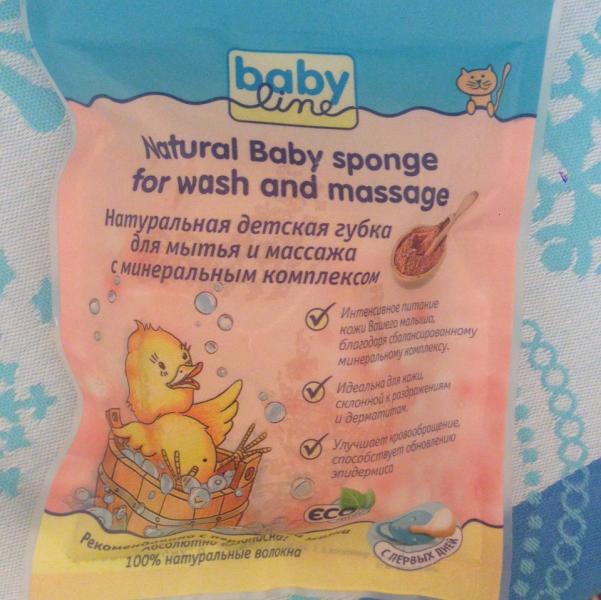 baby
line
Natural Baby sponge
for wash and massage
Натуральная детская губка
для мытья и массажа
с минеральным комплексом
Интенсивное питание
кожи Вашего малыша,
благодаря сбалансированному
минеральному комплексу.
Идеальна для кожи,
склонной к раздражениям
и дерматитам.
Улучшает кровообращение,
способствует обновлению
эпидермиса
ECO
С ПЕРВЫХ ДНЕЙ
Рекомендована с
Абсолютно
100% натуральные волокна